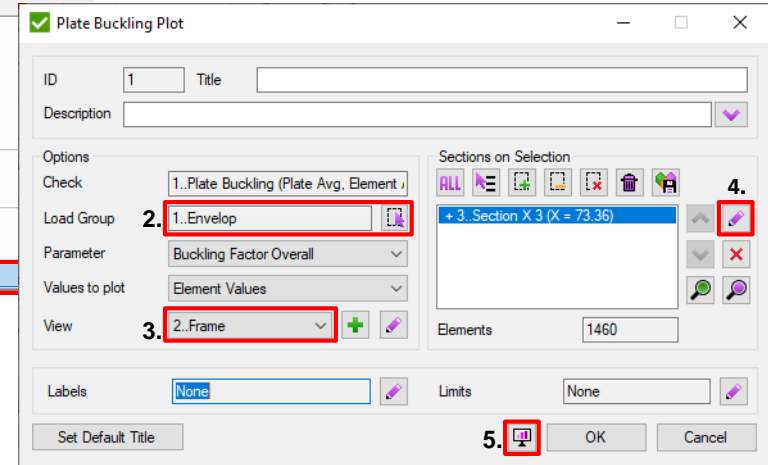 Plate Buckling Plot
ID 1 Title
Description
Options
Check 1..Plate Buckling (Plate Avg, Element
Load Group 2. 1..Envelop
Parameter Buckling Factor Overall
Values to plot Element Values
View 3. 2..Frame
Sections on Selection
ALL
4.
+ 3..Section X 3 (X = 73.36)
Elements 1460
Labels None Limits None
Set Default Title 5. OK Cancel